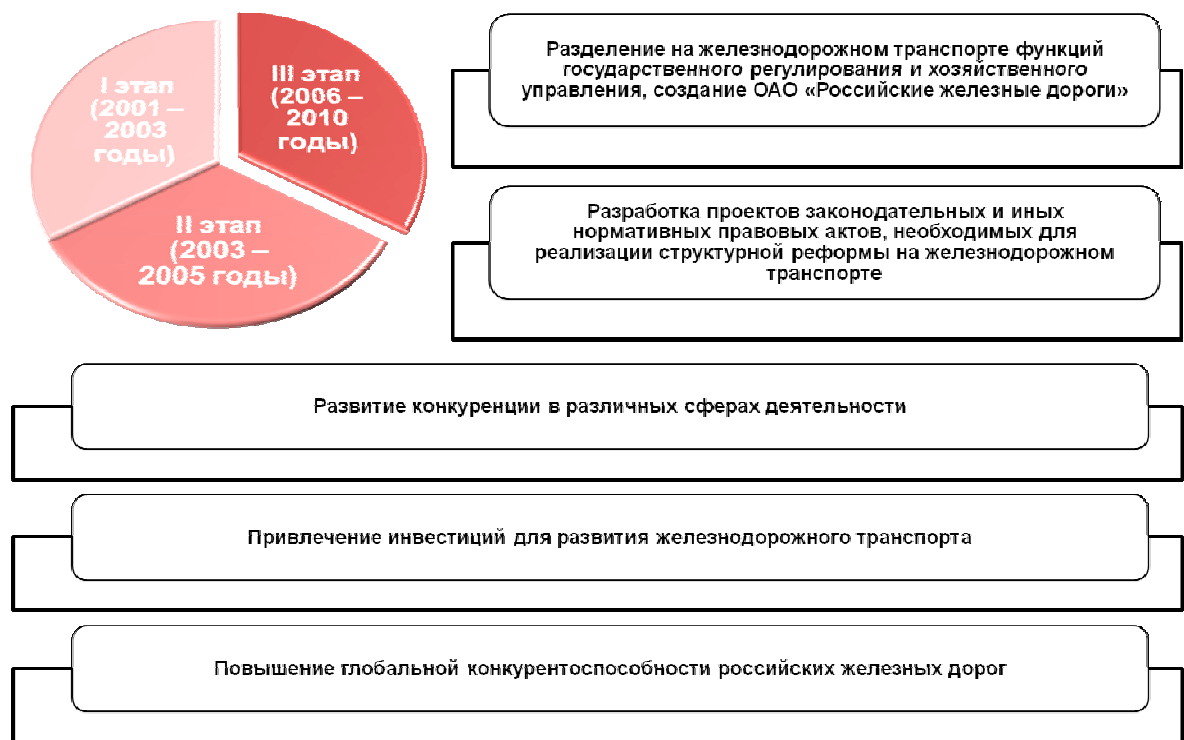 I этап
(2001 –
2003
годы)
III этап
(2006 –
2010
годы)
II этап
(2003 –
2005 годы)
Разделение на железнодорожном транспорте функций
государственного регулирования и хозяйственного
управления, создание ОАО «Российские железные дороги»
Разработка проектов законодательных и иных
нормативных правовых актов, необходимых для
реализации структурной реформы на железнодорожном
транспорте
Развитие конкуренции в различных сферах деятельности
Привлечение инвестиций для развития железнодорожного транспорта
Повышение глобальной конкурентоспособности российских железных дорог